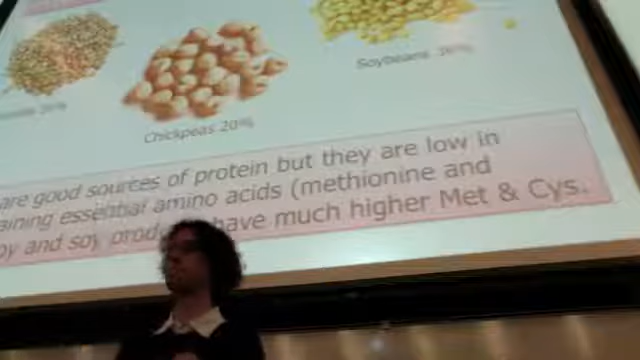 Soybeans 36%
Chickpeas 20%
are good sources of protein but they are low in
aining essential amino acids (methionine and
oy and soy prod have much higher Met & Cys.